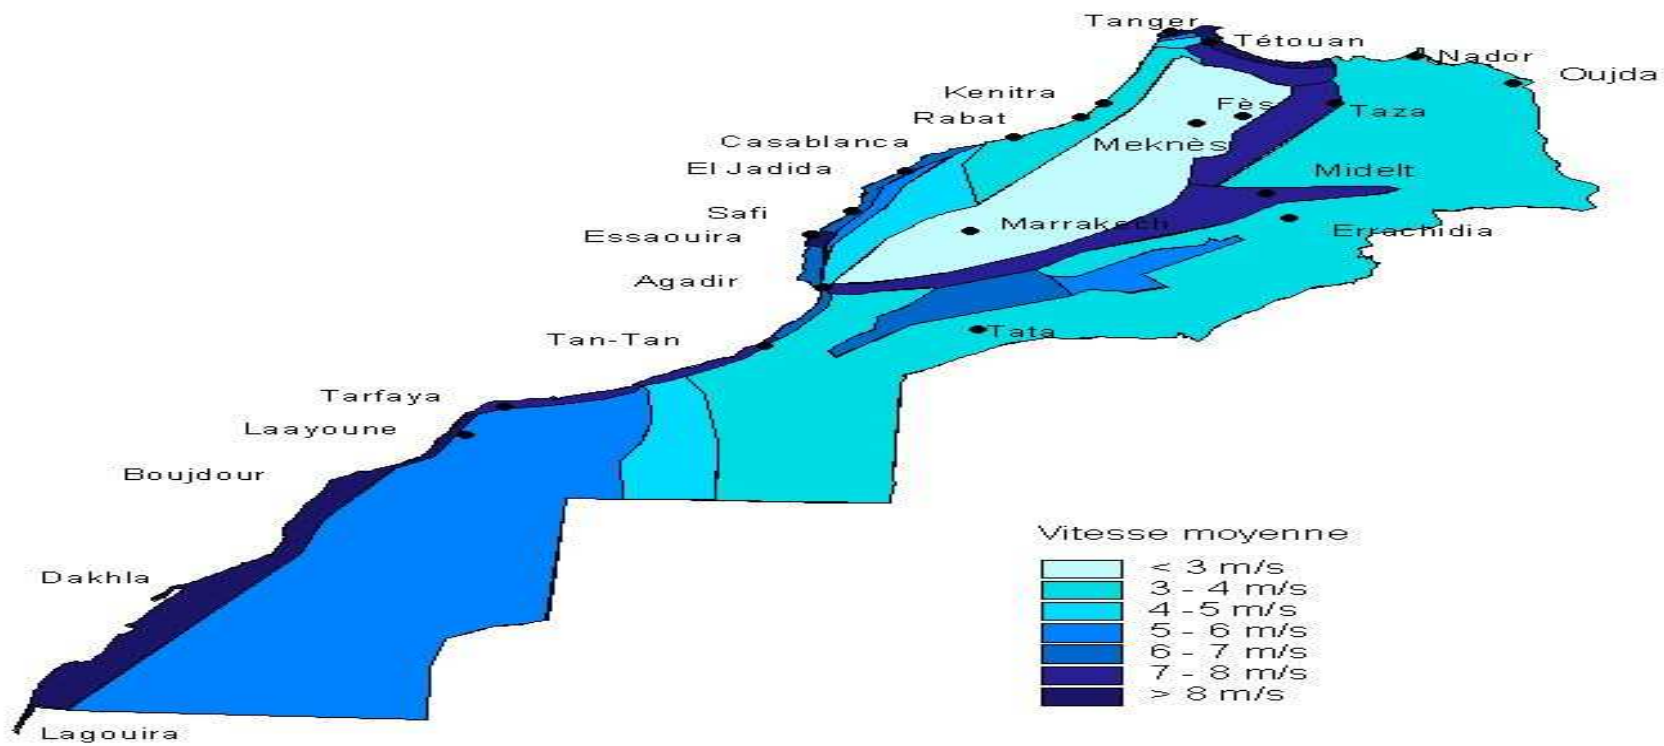 Tanger
Tétouan
Nador
Oujda
Kenitra
Fès
Taza
Rabat
Casablanca
Meknès
El Jadida
Midelt
Safi
Marrakech
Essaouira
Errachidia
Agadir
Tan-Tan
Tata
Tarfaya
Laayoune
Boujdour
Dakhla
Lagouira
Vitesse moyenne
< 3 m/s
3 - 4 m/s
4 - 5 m/s
5 - 6 m/s
6 - 7 m/s
7 - 8 m/s
> 8 m/s